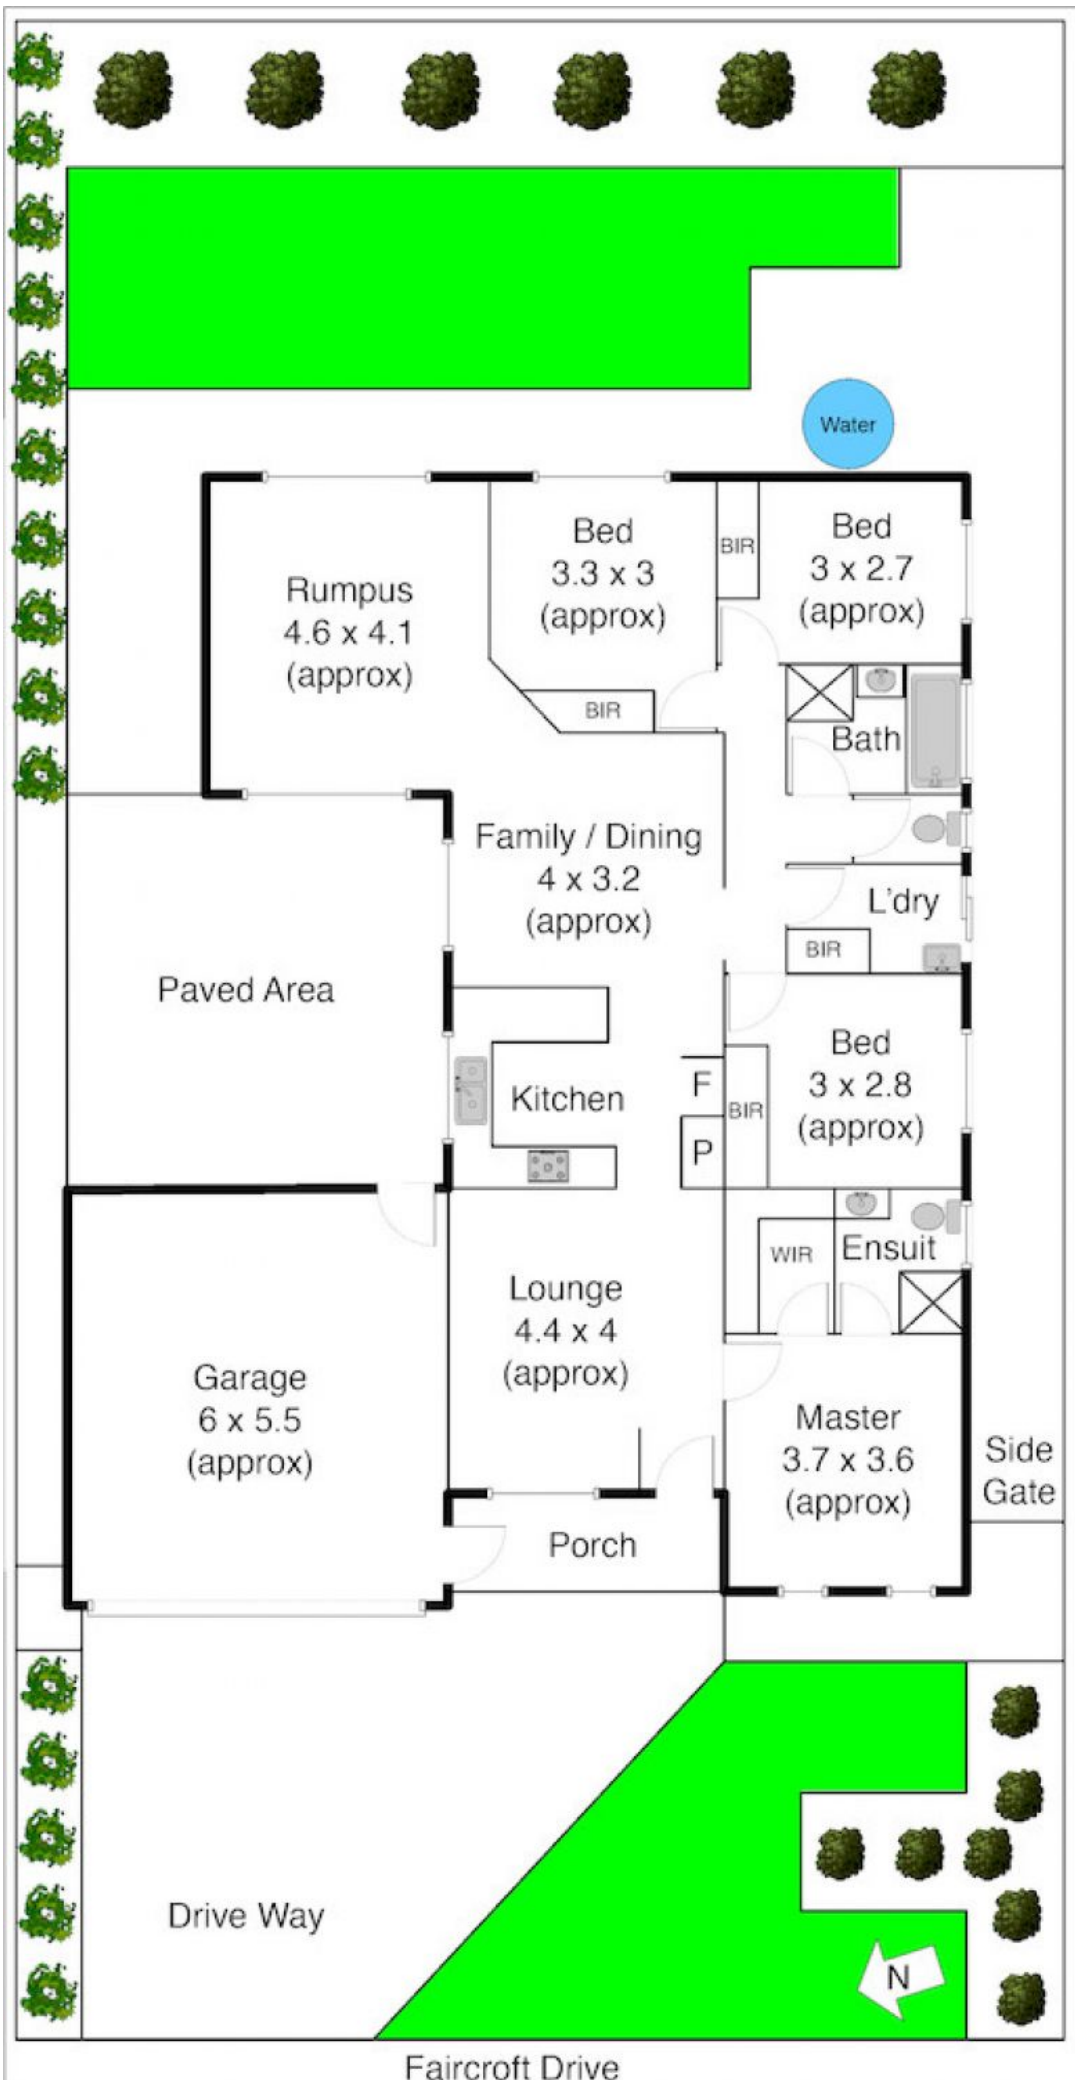 Water
Bed
3.3 x 3
(approx)
BIR
Bed
3 x 2.7
(approx)
Rumpus
4.6 x 4.1
(approx)
BIR
Bath
Family / Dining
4 x 3.2
(approx)
L'dry
BIR
Paved Area
Kitchen
F
P
BIR
Bed
3 x 2.8
(approx)
WIR
Ensuit
Lounge
4.4 x 4
(approx)
Garage
6 x 5.5
(approx)
Master
3.7 x 3.6
(approx)
Side
Gate
Porch
Drive Way
N
Faircroft Drive